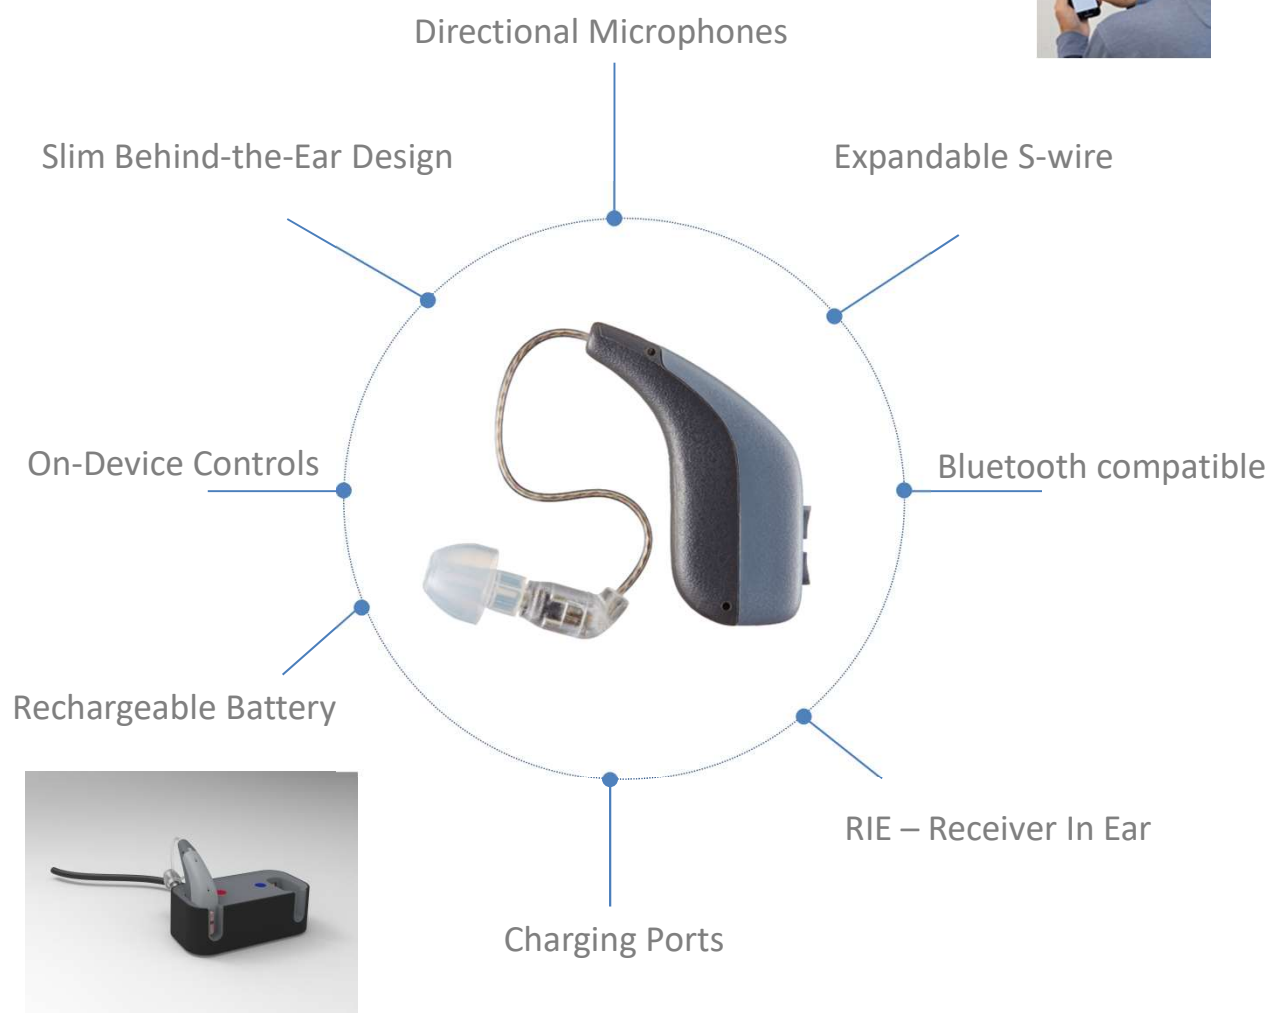 Directional Microphones
Slim Behind-the-Ear Design
Expandable S-wire
On-Device Controls
Bluetooth compatible
Rechargeable Battery
RIE – Receiver In Ear
Charging Ports